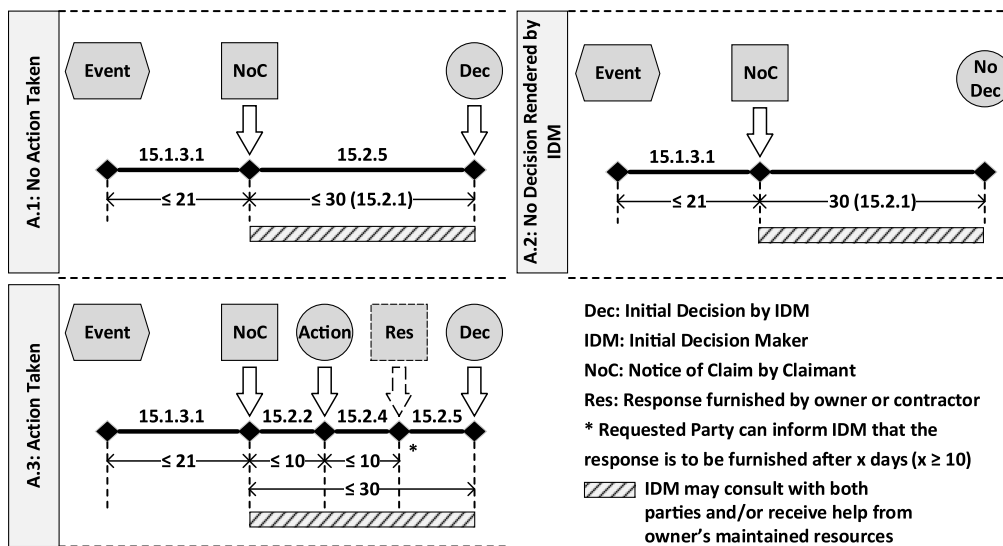 A.1: No Action Taken
Event
NoC
Dec
15.1.3.1
15.2.5
≤ 21
≤ 30 (15.2.1)
A.2: No Decision Rendered by
IDM
Event
NoC
No
Dec
15.1.3.1
≤ 21
30 (15.2.1)
A.3: Action Taken
Event
NoC
Action
Res
Dec
15.1.3.1
15.2.2
15.2.4
15.2.5
*
≤ 21
≤ 10
≤ 10
≤ 30
Dec: Initial Decision by IDM
IDM: Initial Decision Maker
NoC: Notice of Claim by Claimant
Res: Response furnished by owner or contractor
* Requested Party can inform IDM that the
response is to be furnished after x days (x ≥ 10)
IDM may consult with both
parties and/or receive help from
owner's maintained resources